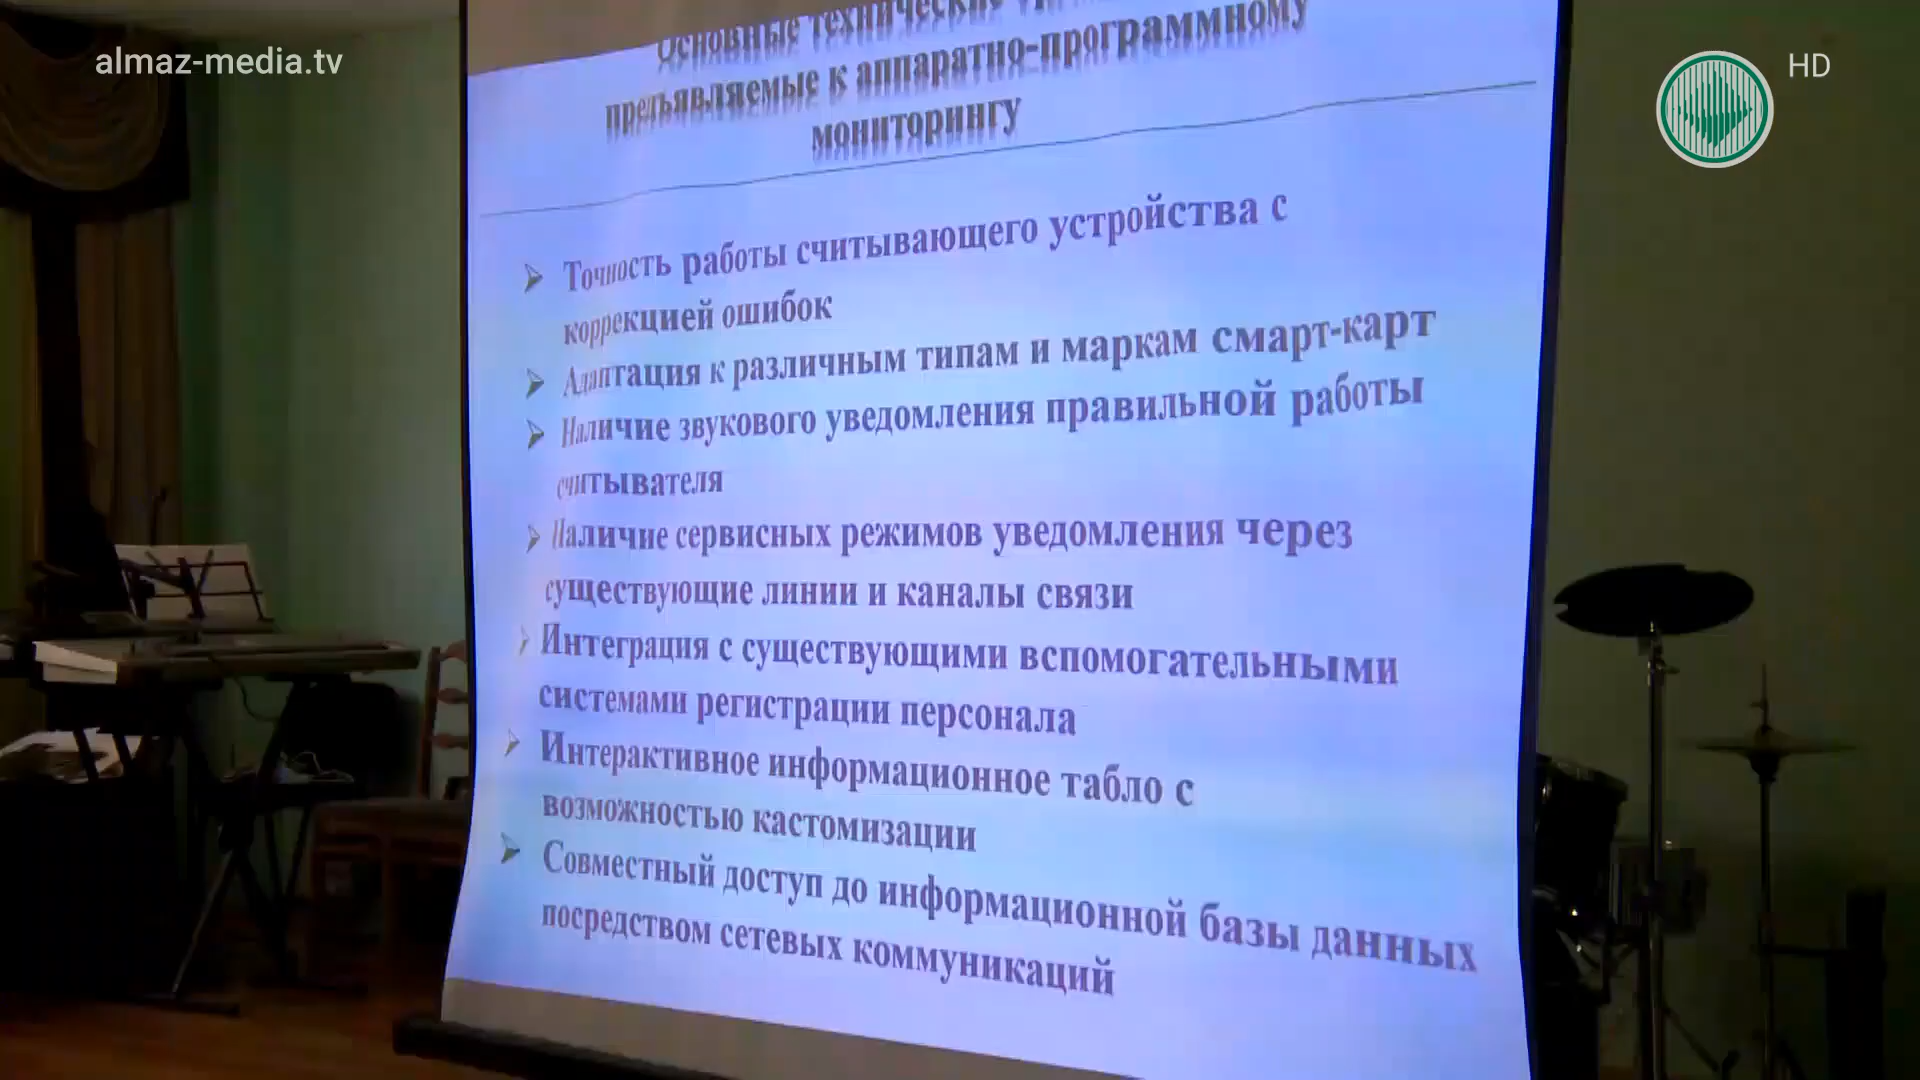 almaz-media.tv
HD
Основные технические
предъявляемые к аппаратно-программному
мониторингу
Точность работы считывающего устройства с
коррекцией ошибок
Адаптация к различным типам и маркам смарт-карт
Наличие звукового уведомления правильной работы
считывателя
Наличие сервисных режимов уведомления через
существующие линии и каналы связи
Интеграция с существующими вспомогательными
системами регистрации персонала
Интерактивное информационное табло с
возможностью кастомизации
Совместный доступ до информационной базы данных
посредством сетевых коммуникаций